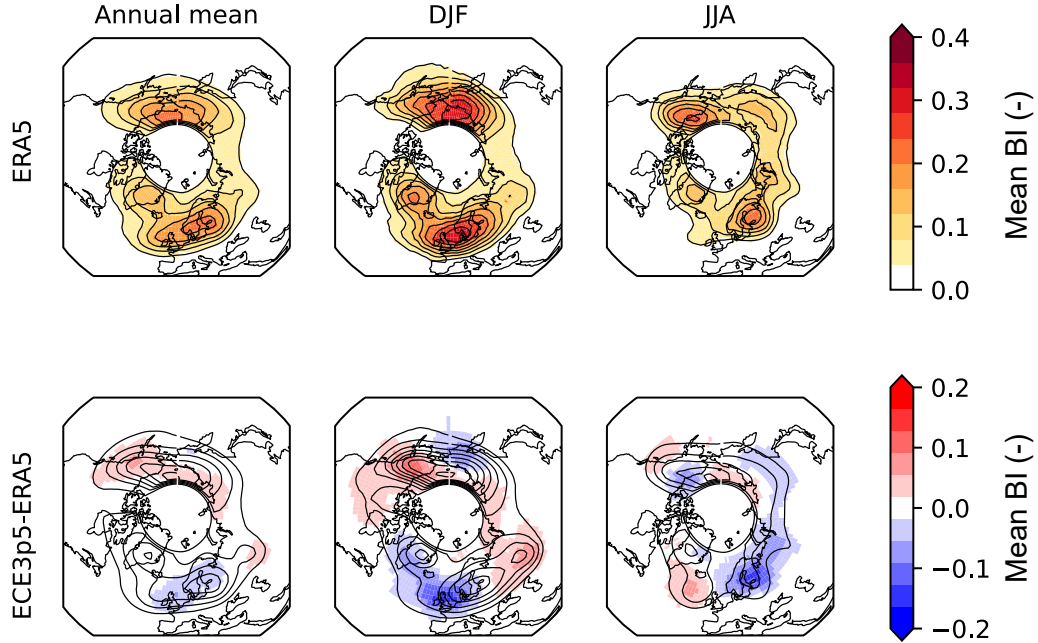 Annual mean
DJF
JJA
ERA5
0.4
0.3
0.2
0.1
0.0
Mean BI (-)
ECE3p5-ERA5
0.2
0.1
0.0
−0.1
−0.2
Mean BI (-)